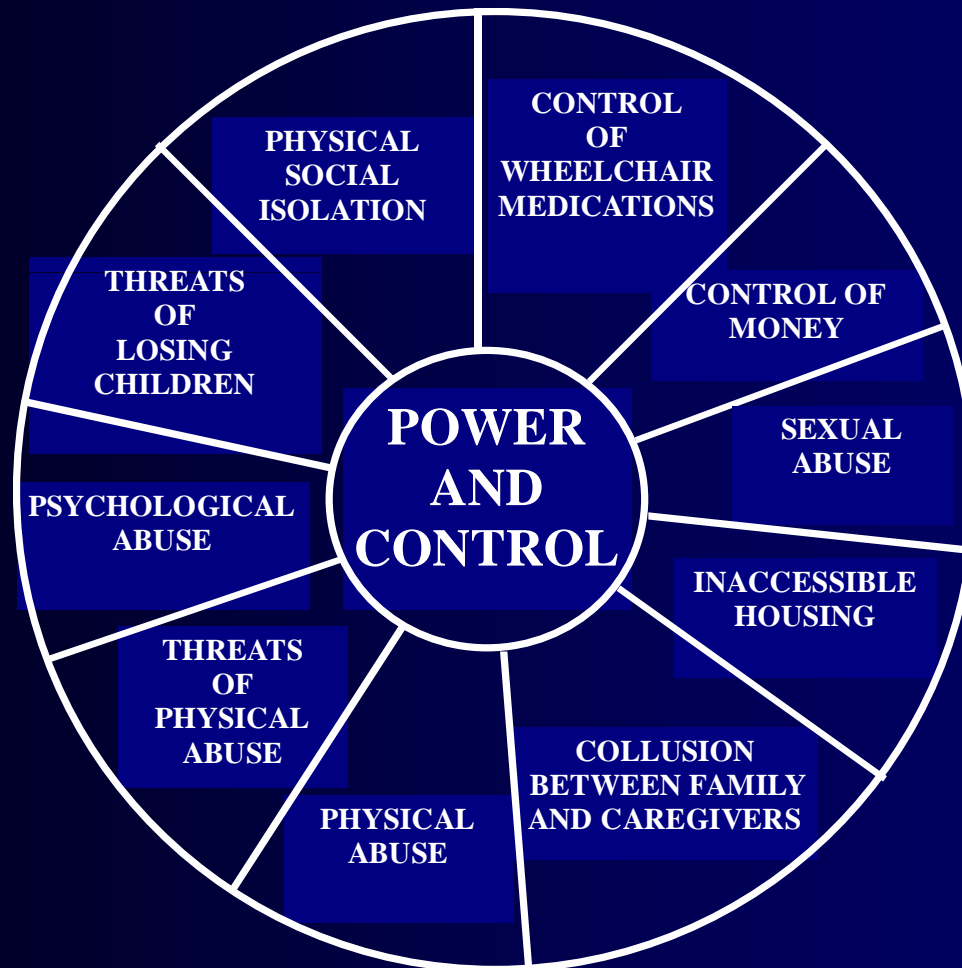 CONTROL
OF
WHEELCHAIR
MEDICATIONS
CONTROL OF
MONEY
SEXUAL
ABUSE
INACCESSIBLE
HOUSING
COLLUSION
BETWEEN FAMILY
AND CAREGIVERS
PHYSICAL
ABUSE
THREATS
OF
PHYSICAL
ABUSE
PSYCHOLOGICAL
ABUSE
THREATS
OF
LOSING
CHILDREN
PHYSICAL
SOCIAL
ISOLATION
POWER
AND
CONTROL